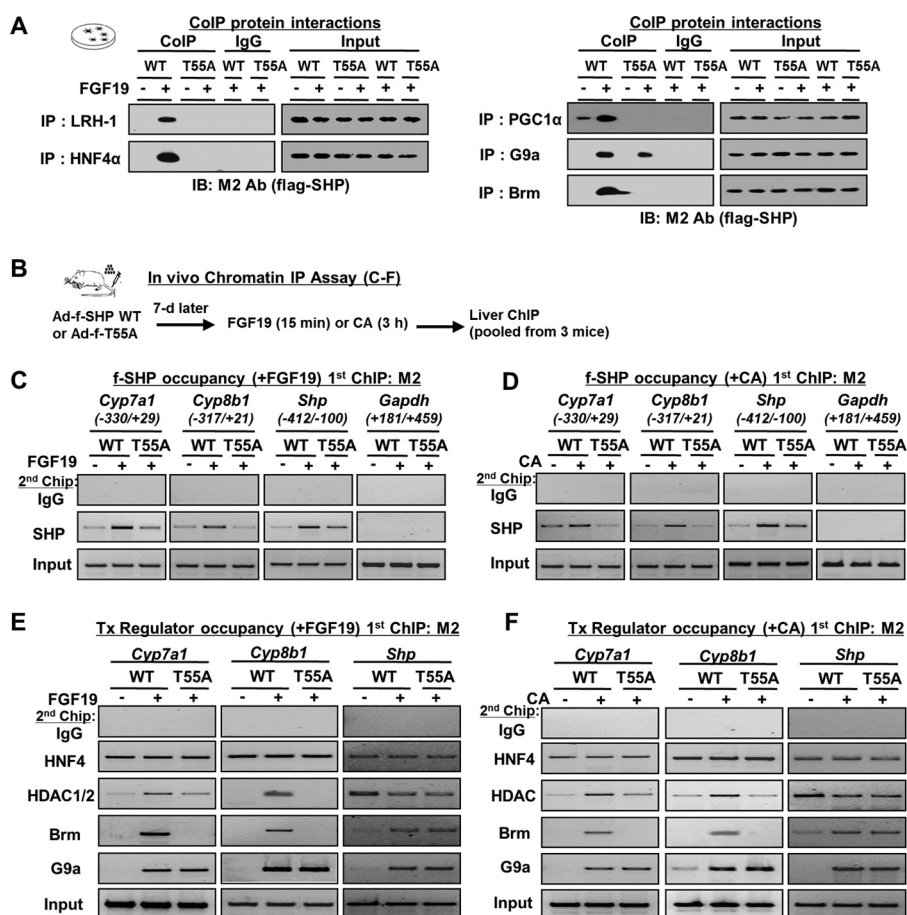 A
CoIP protein interactions
CoIP IgG Input
WT T55A WT T55A WT T55A WT T55A
FGF19 - + - + + + - + - + + +
IP : LRH-1
IP : HNF4α
IB: M2 Ab (flag-SHP)
CoIP protein interactions
CoIP IgG Input
WT T55A WT T55A WT T55A WT T55A
- + - + + + - + - + + +
IP : PGC1α
IP : G9a
IP : Brm
IB: M2 Ab (flag-SHP)
B
In vivo Chromatin IP Assay (C-F)
Ad-f-SHP WT
or Ad-f-T55A
7-d later
FGF19 (15 min) or CA (3 h)
Liver ChIP
(pooled from 3 mice)
C
f-SHP occupancy (+FGF19) 1st ChIP: M2
Cyp7a1 Cyp8b1 Shp Gapdh
(-330/+29) (-317/+21) (-412/-100) (+181/+459)
WT T55A WT T55A WT T55A WT T55A
FGF19 - + + - + + - + + - + +
2nd Chip:
IgG
SHP
Input
D
f-SHP occupancy (+CA) 1st ChIP: M2
Cyp7a1 Cyp8b1 Shp Gapdh
(-330/+29) (-317/+21) (-412/-100) (+181/+459)
WT T55A WT T55A WT T55A WT T55A
CA - + + - + + - + + - + +
2nd Chip:
IgG
SHP
Input
E
Tx Regulator occupancy (+FGF19) 1st ChIP: M2
Cyp7a1 Cyp8b1 Shp
WT T55A WT T55A WT T55A
FGF19 - + + - + + - + +
2nd Chip:
IgG
HNF4
HDAC1/2
Brm
G9a
Input
F
Tx Regulator occupancy (+CA) 1st ChIP: M2
Cyp7a1 Cyp8b1 Shp
WT T55A WT T55A WT T55A
CA - + + - + + - + +
2nd Chip:
IgG
HNF4
HDAC
Brm
G9a
Input